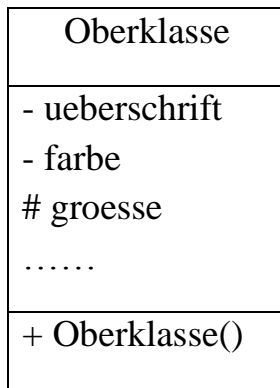 Oberklasse
- ueberschrift
- farbe
# groesse
……
+ Oberklasse()